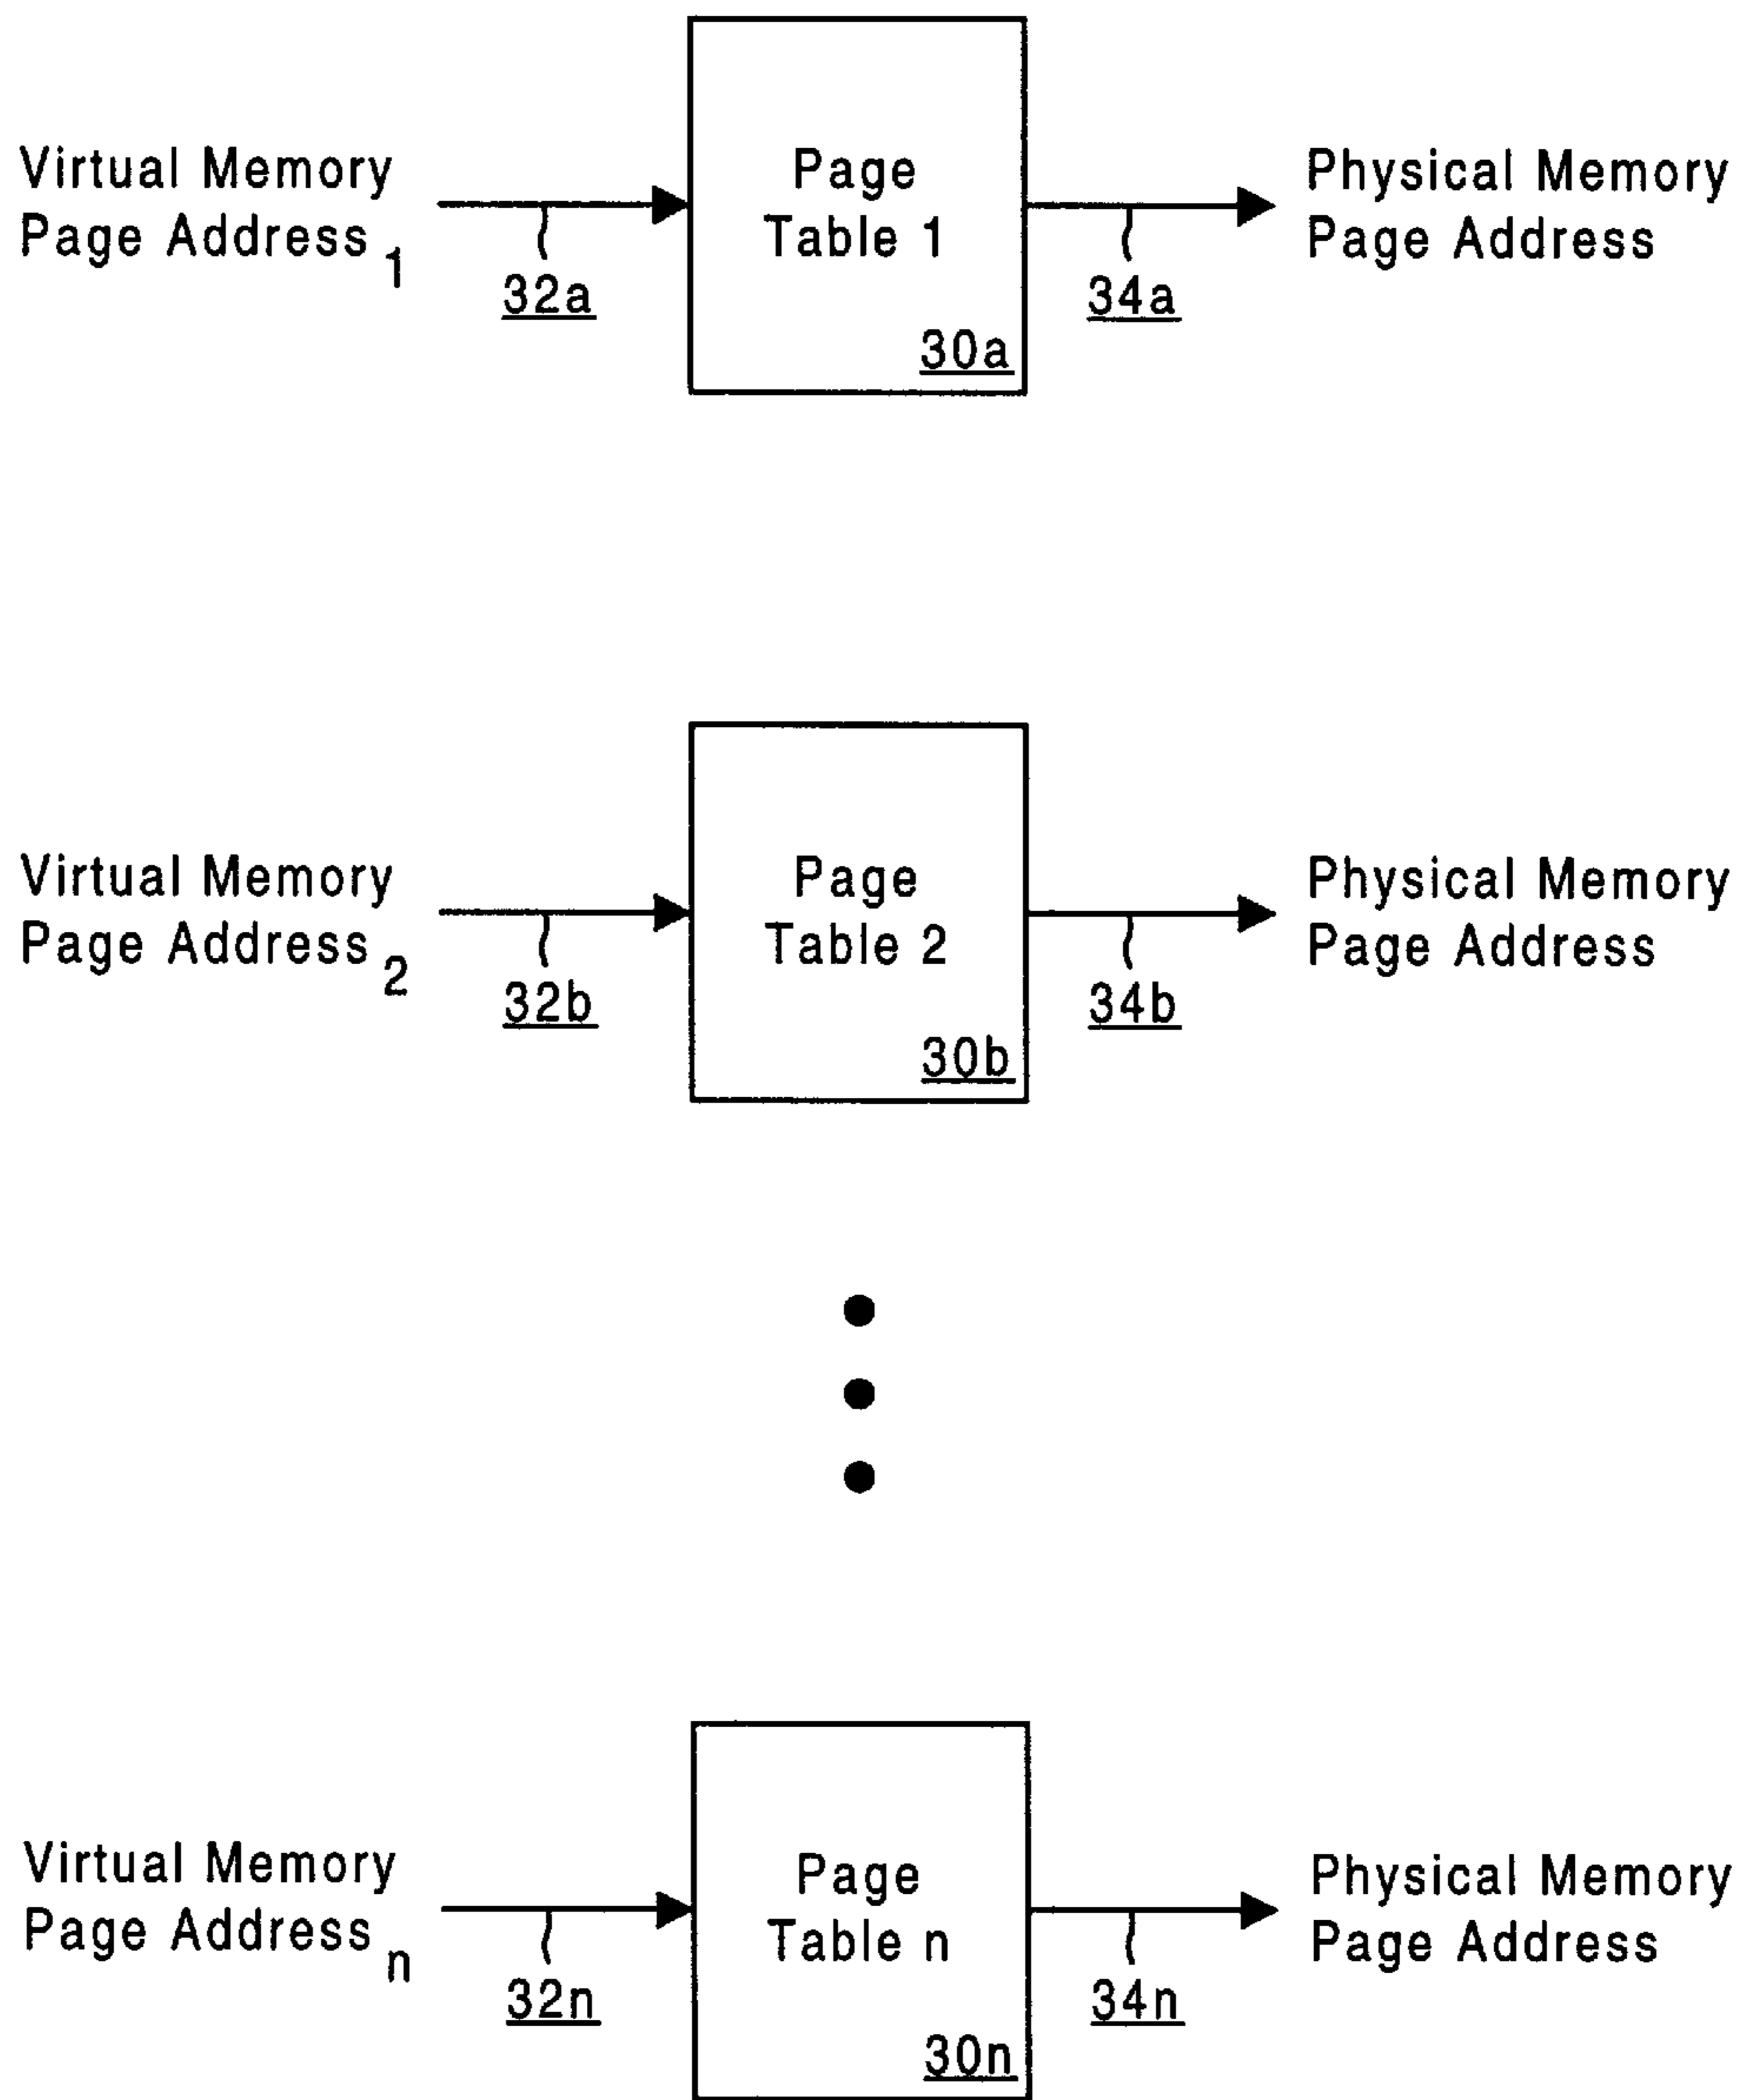 Virtual Memory
Page Address 1
32a
Page
Table 1
30a
34a
Physical Memory
Page Address
Virtual Memory
Page Address 2
32b
Page
Table 2
30b
34b
Physical Memory
Page Address
Virtual Memory
Page Address n
32n
Page
Table n
30n
34n
Physical Memory
Page Address